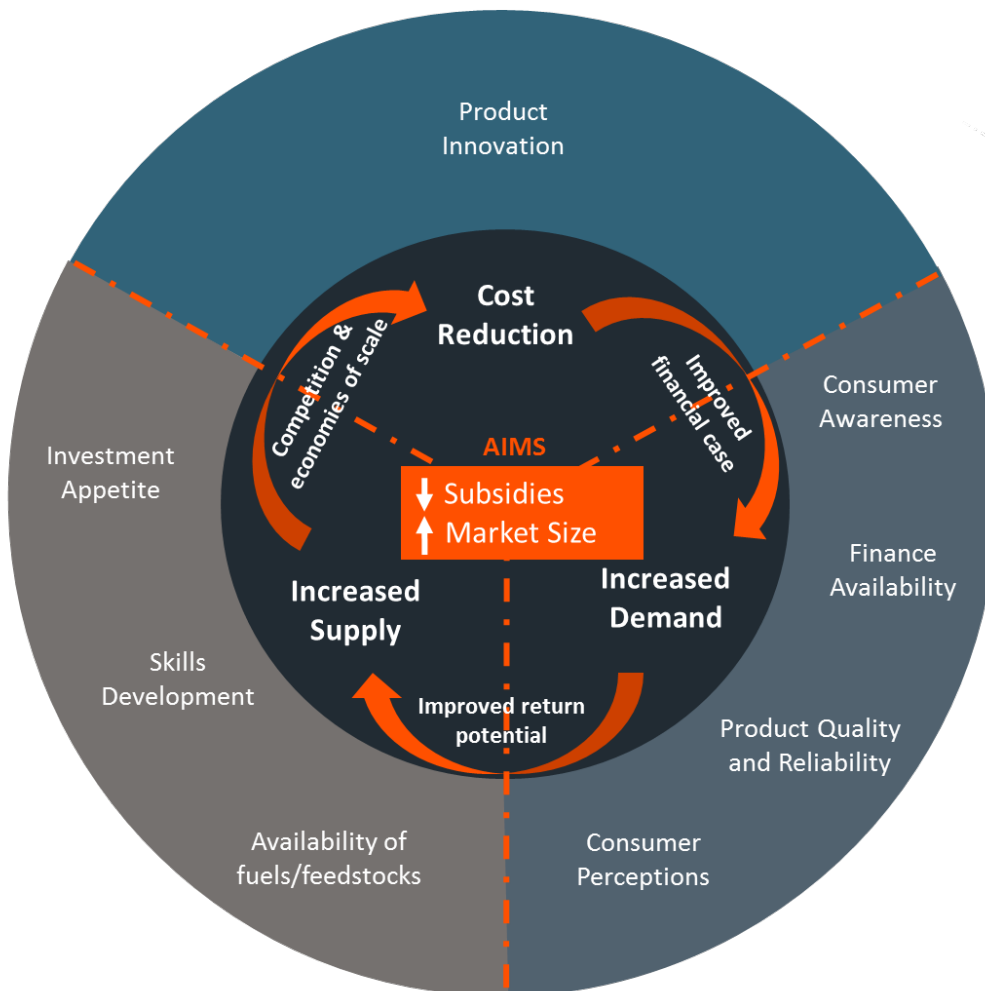 Product
Innovation
Cost
Reduction
Competition &
economies of scale
Improved
financial case
Consumer
Awareness
Investment
Appetite
AIMS
Subsidies
Market Size
Finance
Availability
Increased
Supply
Increased
Demand
Skills
Development
Improved return
potential
Product Quality
and Reliability
Availability of
fuels/feedstocks
Consumer
Perceptions